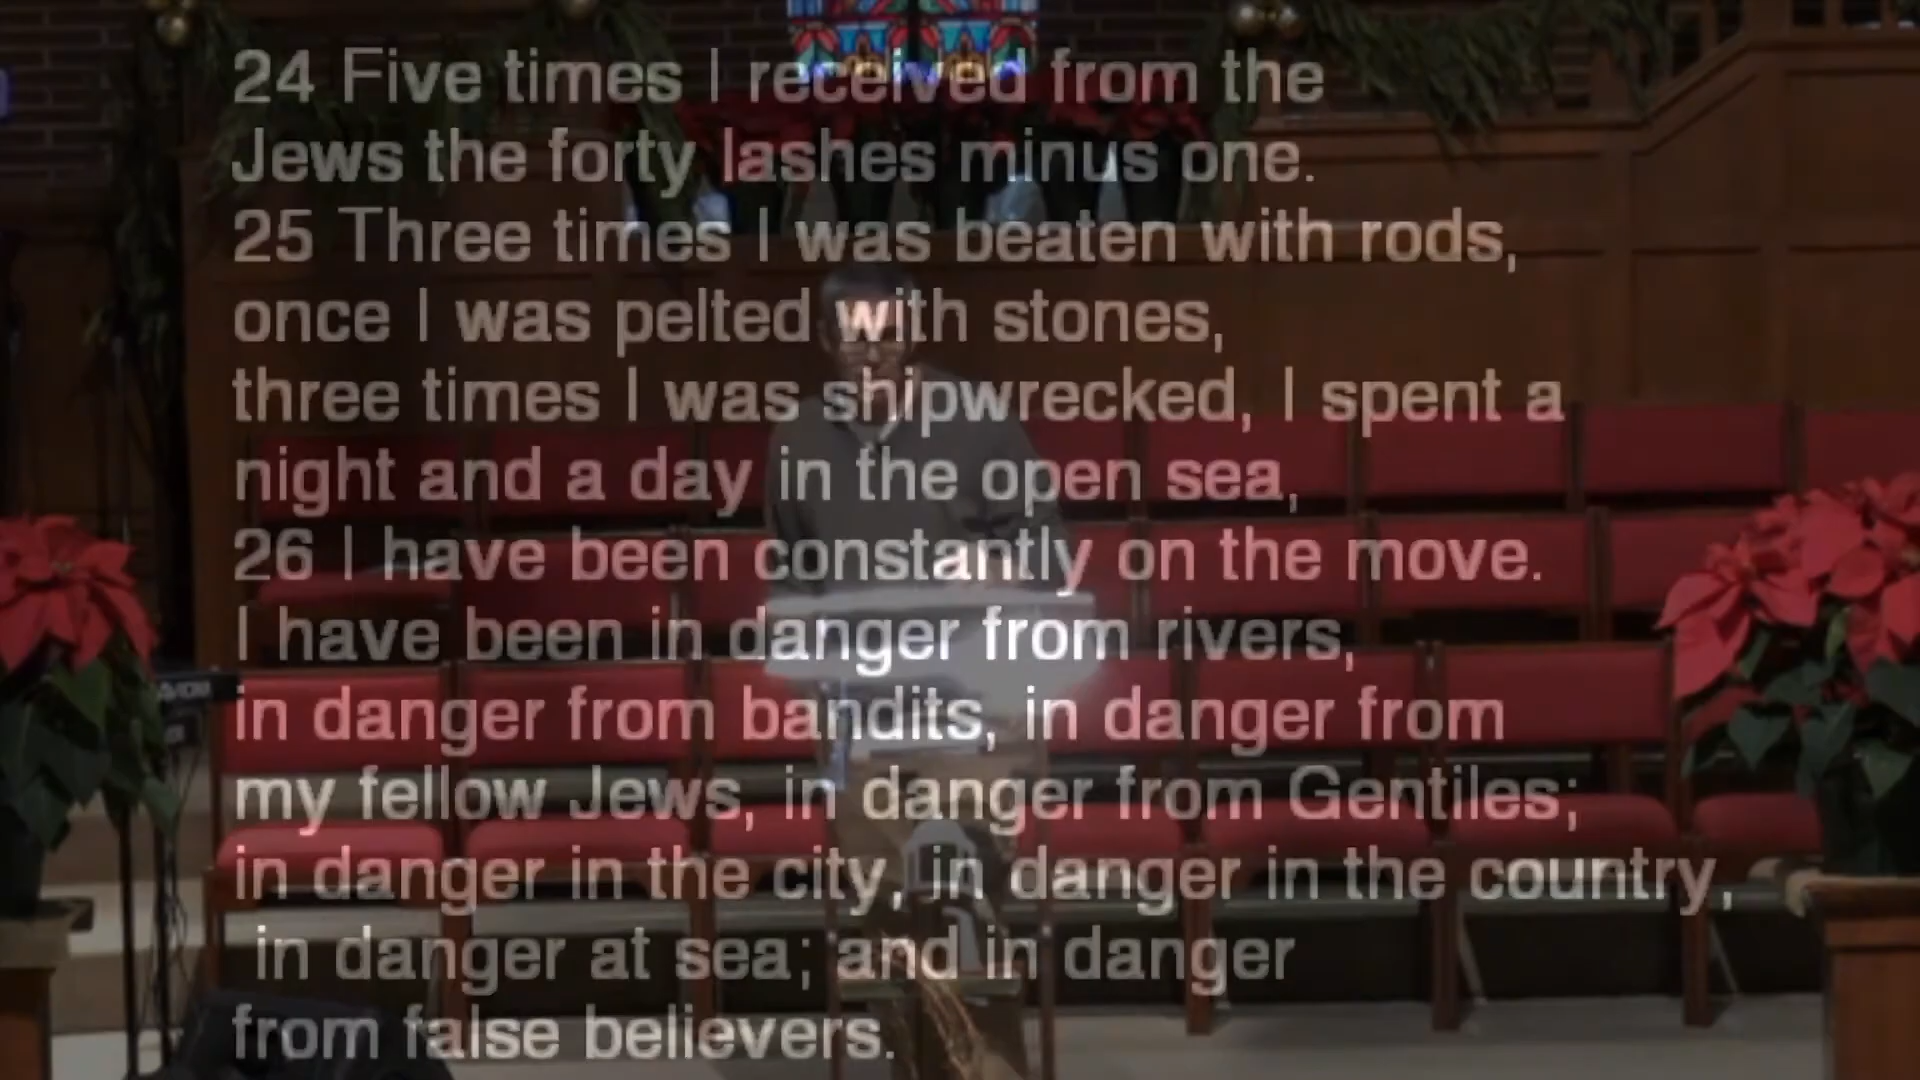 24 Five times I received from the
Jews the forty lashes minus one.
25 Three times I was beaten with rods,
once I was pelted with stones,
three times I was shipwrecked, I spent a
night and a day in the open sea,
26 I have been constantly on the move.
I have been in danger from rivers,
in danger from bandits, in danger from
my fellow Jews, in danger from Gentiles;
in danger in the city, in danger in the country,
in danger at sea; and in danger
from false believers.